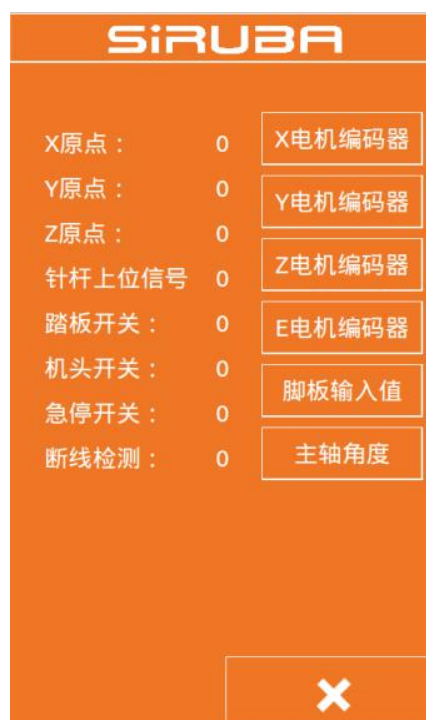 SiRUBA
X原点： 0
X电机编码器
Y原点： 0
Y电机编码器
Z原点： 0
Z电机编码器
针杆上位信号 0
踏板开关： 0
E电机编码器
机头开关： 0
脚板输入值
急停开关： 0
断线检测： 0
主轴角度